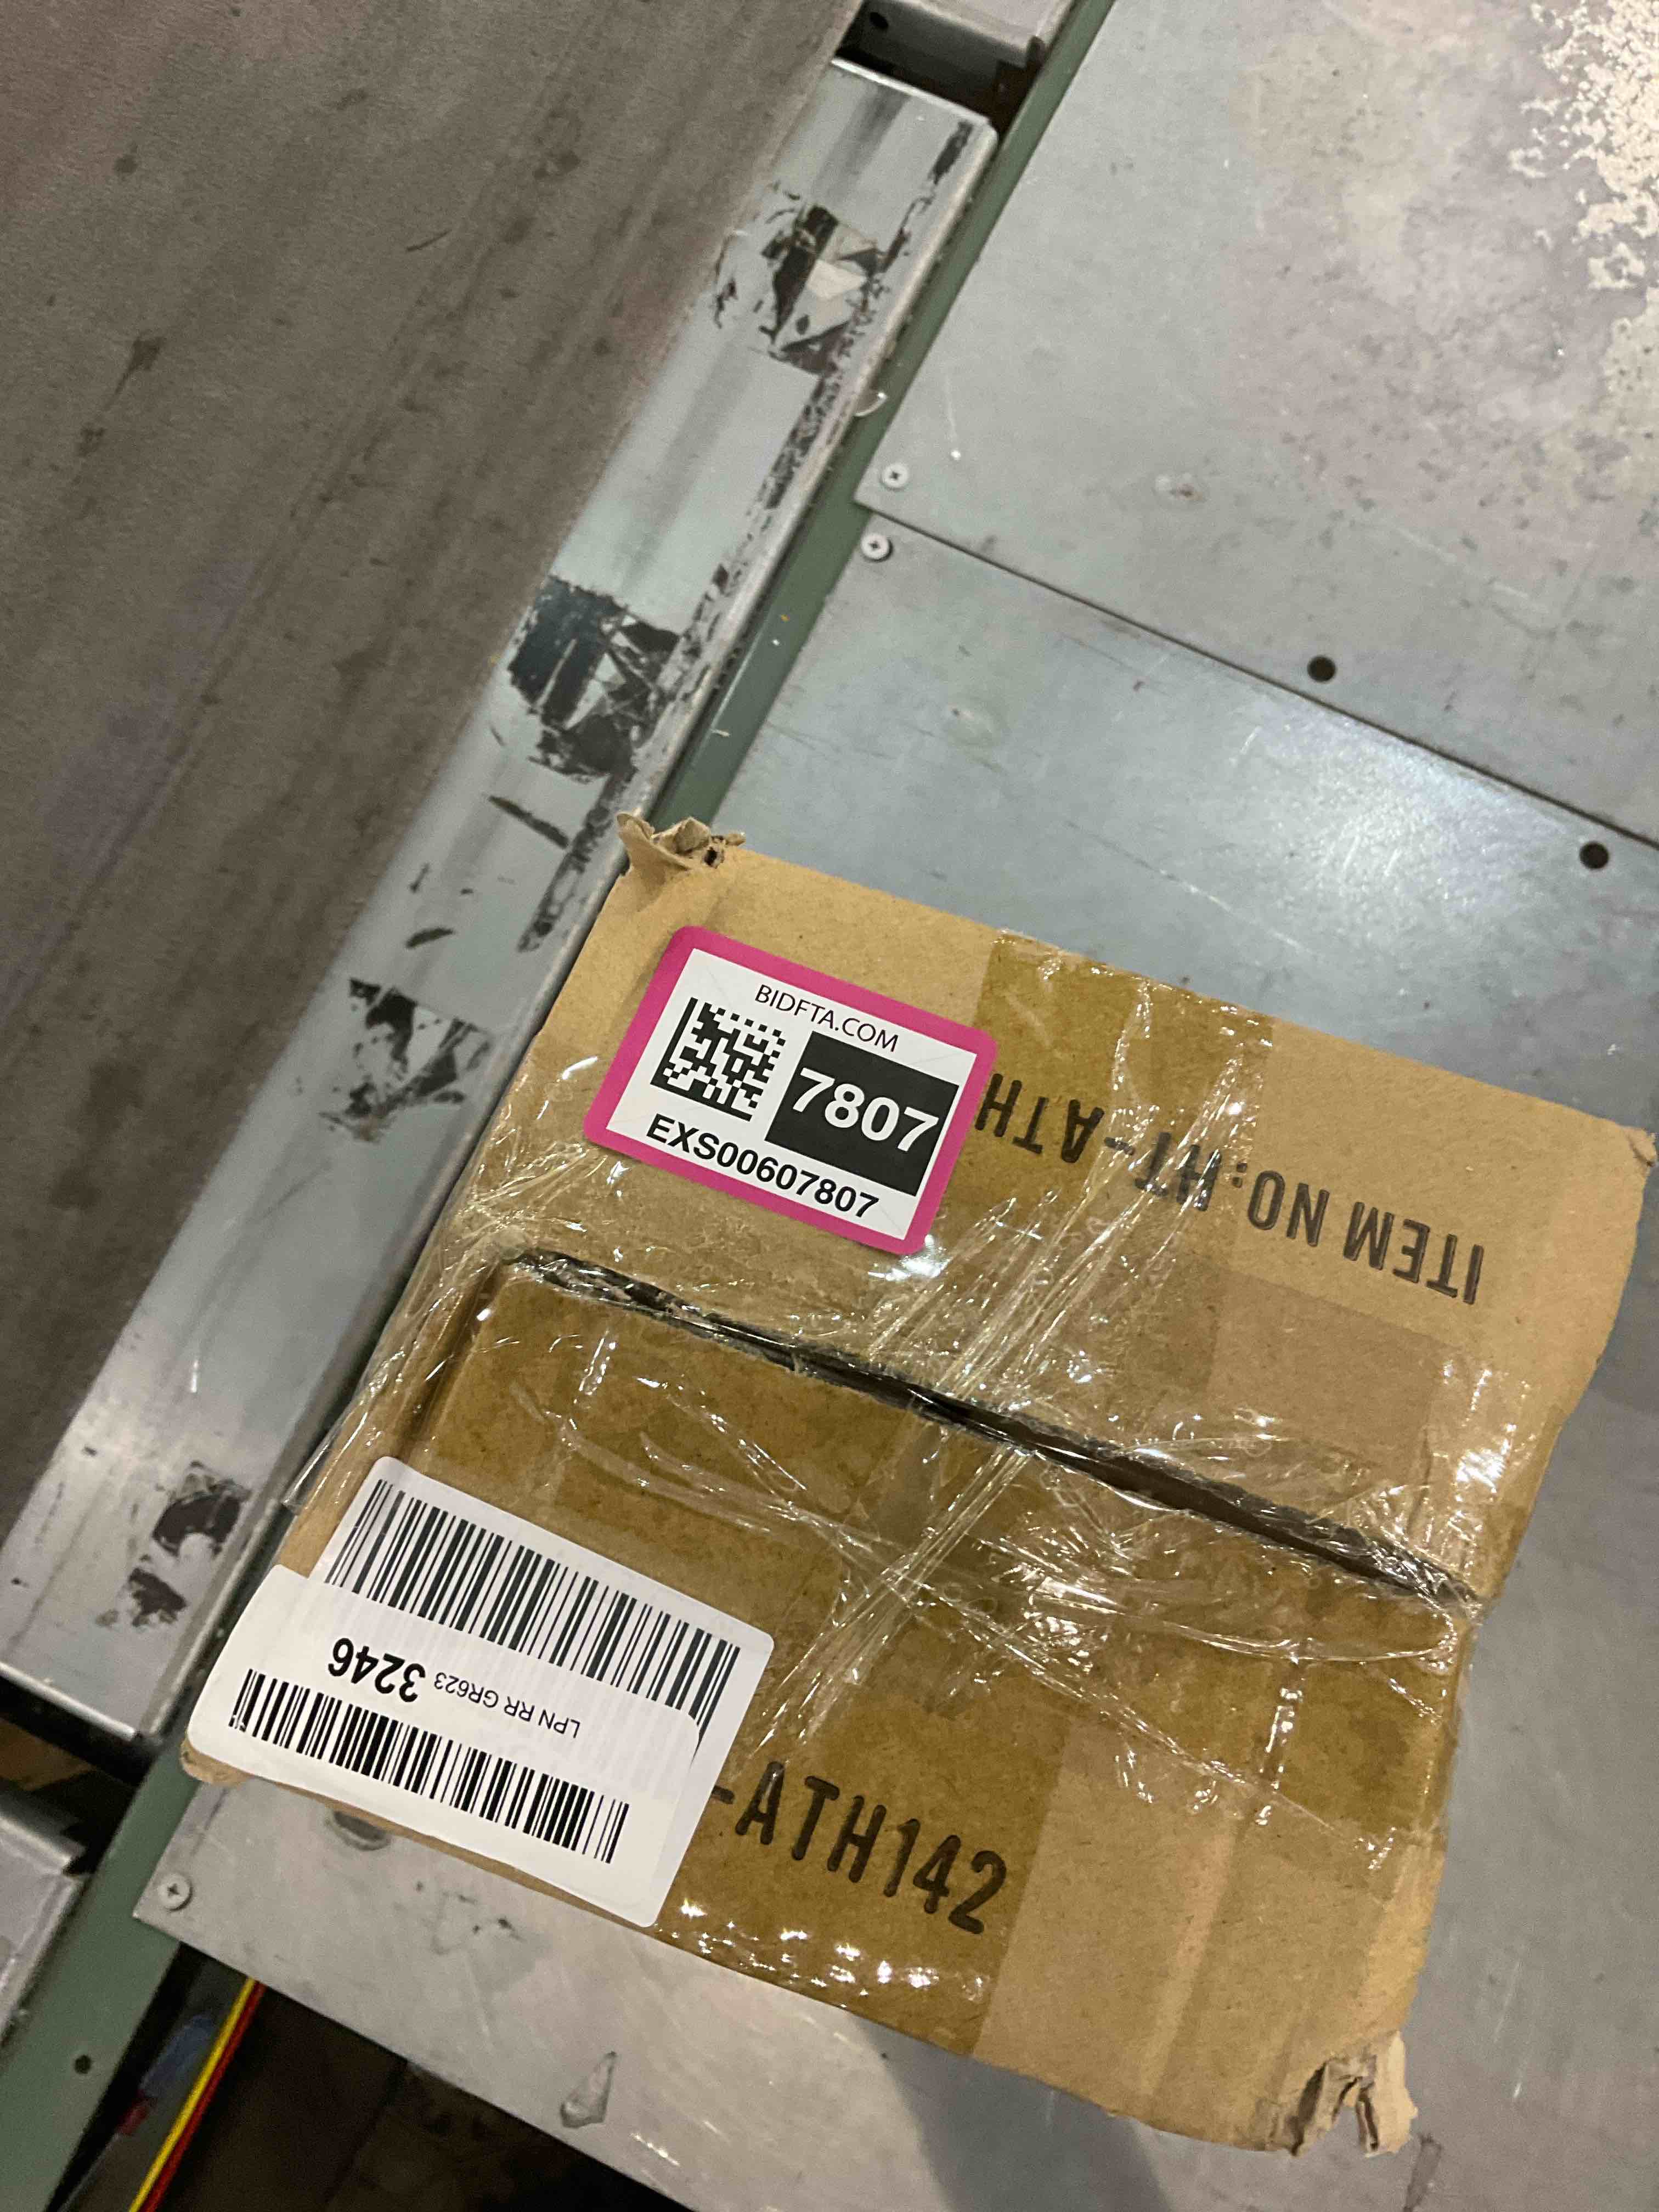 BIDFTA.COM
7807
EXS00607807
ITEM NO:HT-ATH
LPN RR GR623 3246
-ATH142